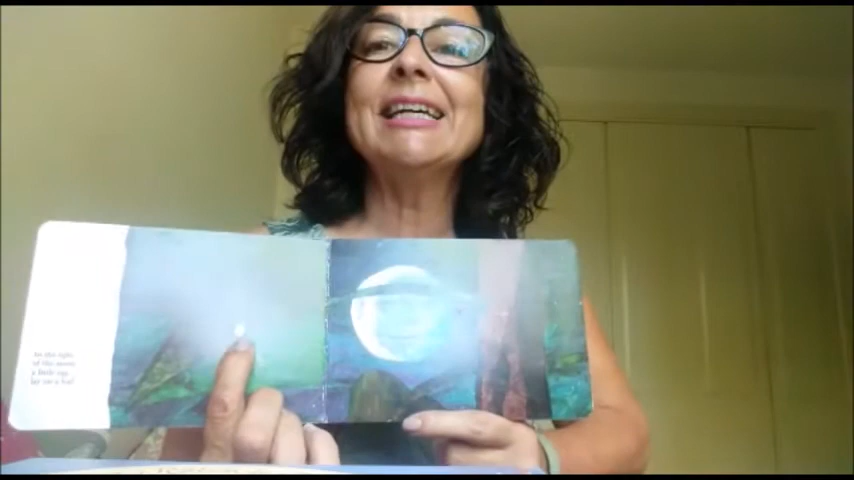 In the light
of the moon
a little egg
lay on a leaf.